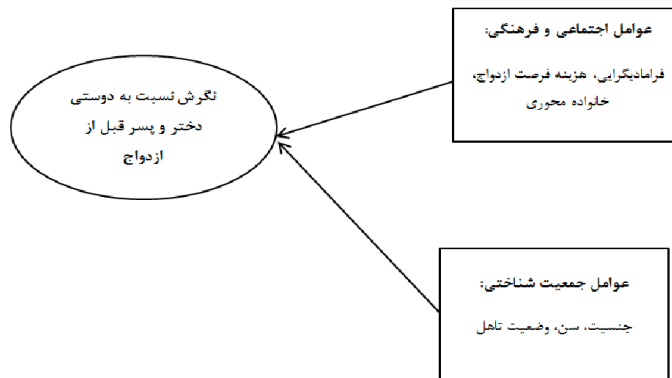 عوامل اجتماعی و فرهنگی:
فرامادیگرایی، هزینه فرصت ازدواج،
خانواده محوری
نگرش نسبت به دوستی
دختر و پسر قبل از
ازدواج
عوامل جمعیت شناختی:
جنسیت، سن، وضعیت تاهل